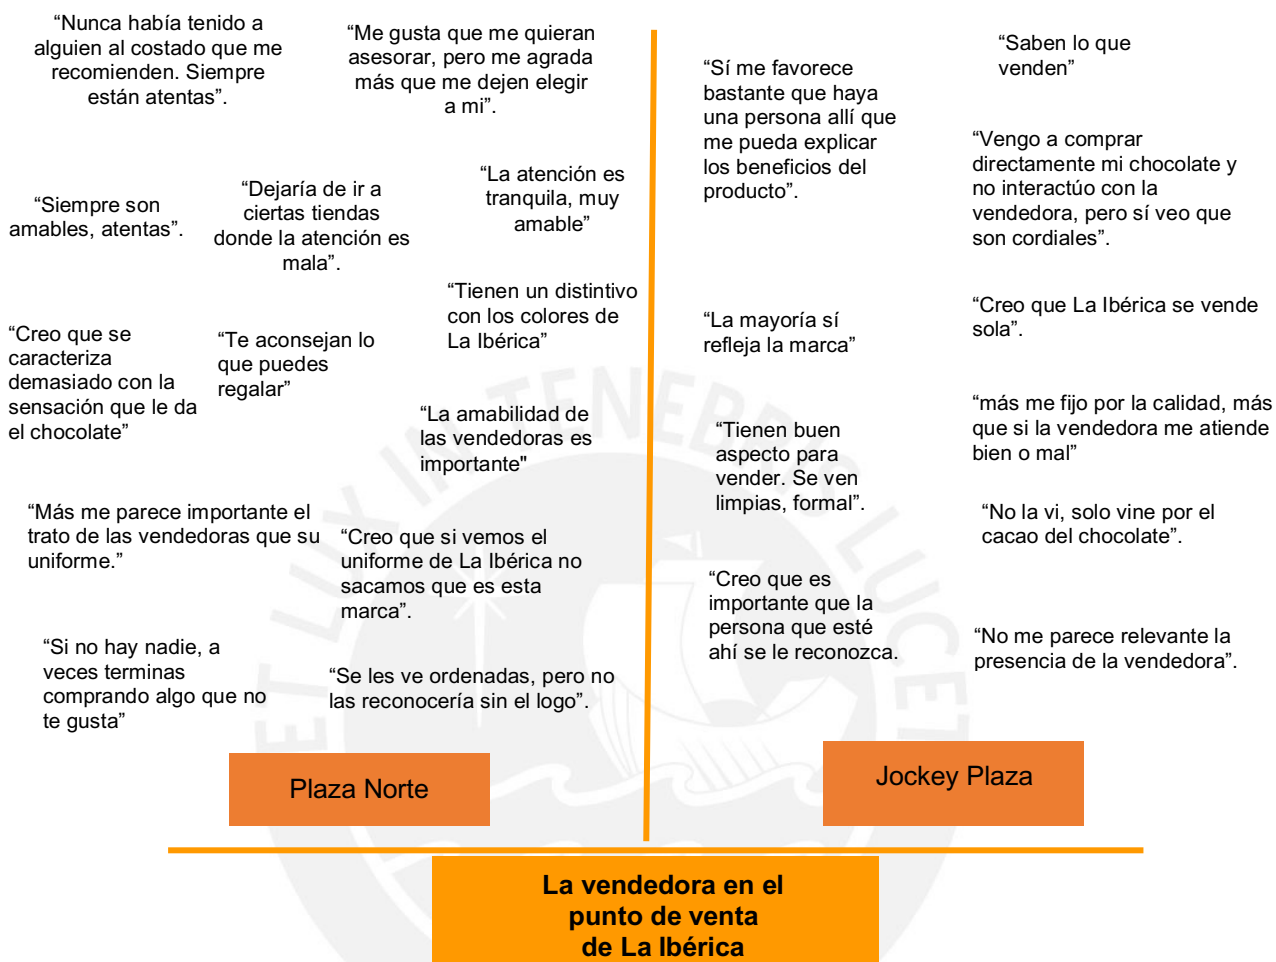 “Nunca había tenido a
alguien al costado que me
recomienden. Siempre
están atentas”.
“Me gusta que me quieran
asesorar, pero me agrada
más que me dejen elegir
a mi”.
“Siempre son
amables, atentas”.
“Dejaría de ir a
ciertas tiendas
donde la atención es
mala”.
“La atención es
tranquila, muy
amable”
“Tienen un distintivo
con los colores de
La Ibérica”
“Creo que se
caracteriza
demasiado con la
sensación que le da
el chocolate”
“Te aconsejan lo
que puedes
regalar”
“La amabilidad de
las vendedoras es
importante"
“Más me parece importante el
trato de las vendedoras que su
uniforme.”
“Creo que si vemos el
uniforme de La Ibérica no
sacamos que es esta
marca”.
“Si no hay nadie, a
veces terminas
comprando algo que no
te gusta”
“Se les ve ordenadas, pero no
las reconocería sin el logo”.
Plaza Norte
“Sí me favorece
bastante que haya
una persona allí que
me pueda explicar
los beneficios del
producto”.
“Saben lo que
venden”
“Vengo a comprar
directamente mi chocolate y
no interactúo con la
vendedora, pero sí veo que
son cordiales”.
“La mayoría sí
refleja la marca”
“Creo que La Ibérica se vende
sola”.
“Tienen buen
aspecto para
vender. Se ven
limpias, formal”.
“más me fijo por la calidad, más
que si la vendedora me atiende
bien o mal”
“No la vi, solo vine por el
cacao del chocolate”.
“Creo que es
importante que la
persona que esté
ahí se le reconozca.
“No me parece relevante la
presencia de la vendedora”.
Jockey Plaza
La vendedora en el
punto de venta
de La Ibérica
ET LUX IN TENEBRIS LUCET